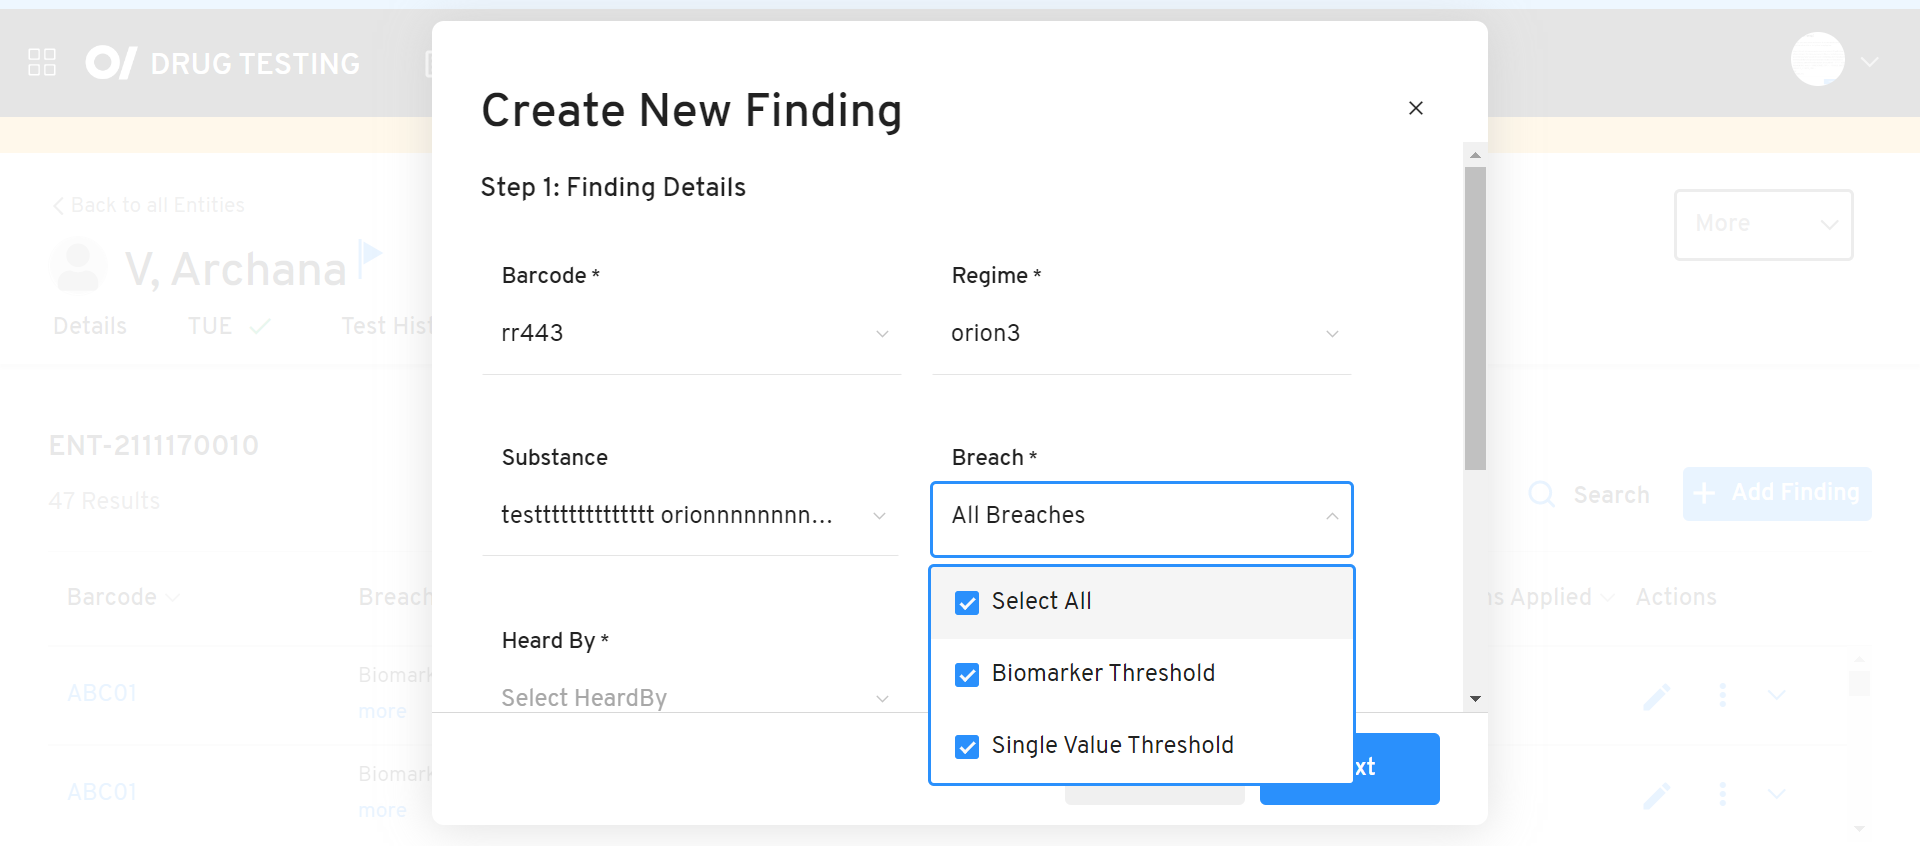 DRUG TESTING
Create New Finding
Step 1: Finding Details
Back to all Entities
V, Archana
More
Details TUE Test Hist
Barcode * Regime *
rr443 orion3
ENT-2111170010
47 Results
Substance Breach *
testttttttttttttt orionnnnnnnn... All Breaches
Search + Add Finding
Select All
Barcode Breach s Applied Actions
Heard By *
Biomarker Threshold
Select HeardBy
ABC01 Biomark
more
Single Value Threshold
xt
ABC01 Biomark
more